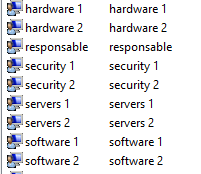 hardware 1 hardware 1
hardware 2 hardware 2
responsable responsable
security 1 security 1
security 2 security 2
servers 1 servers 1
servers 2 servers 2
software 1 software 1
software 2 software 2